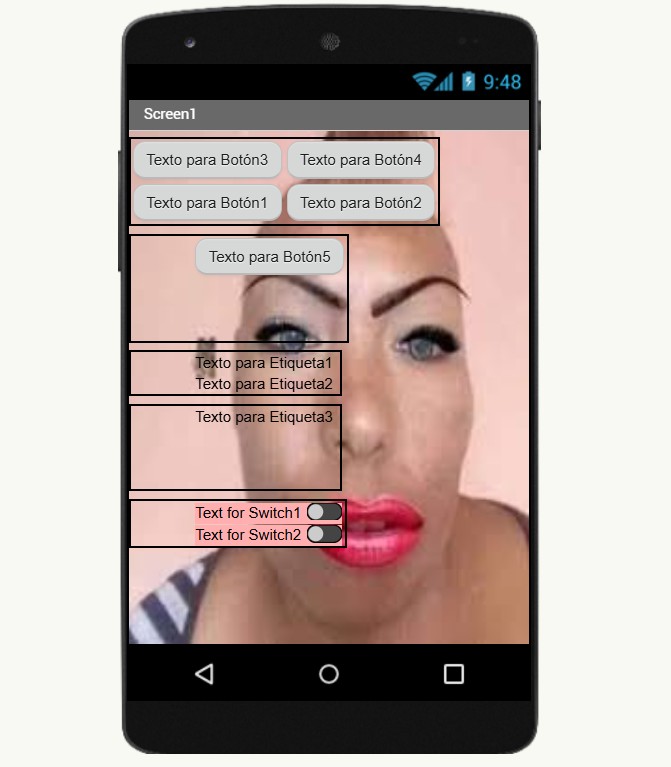 9:48
Screen1
Texto para Botón3 Texto para Botón4
Texto para Botón1 Texto para Botón2
Texto para Botón5
Texto para Etiqueta1
Texto para Etiqueta2
Texto para Etiqueta3
Text for Switch1
Text for Switch2